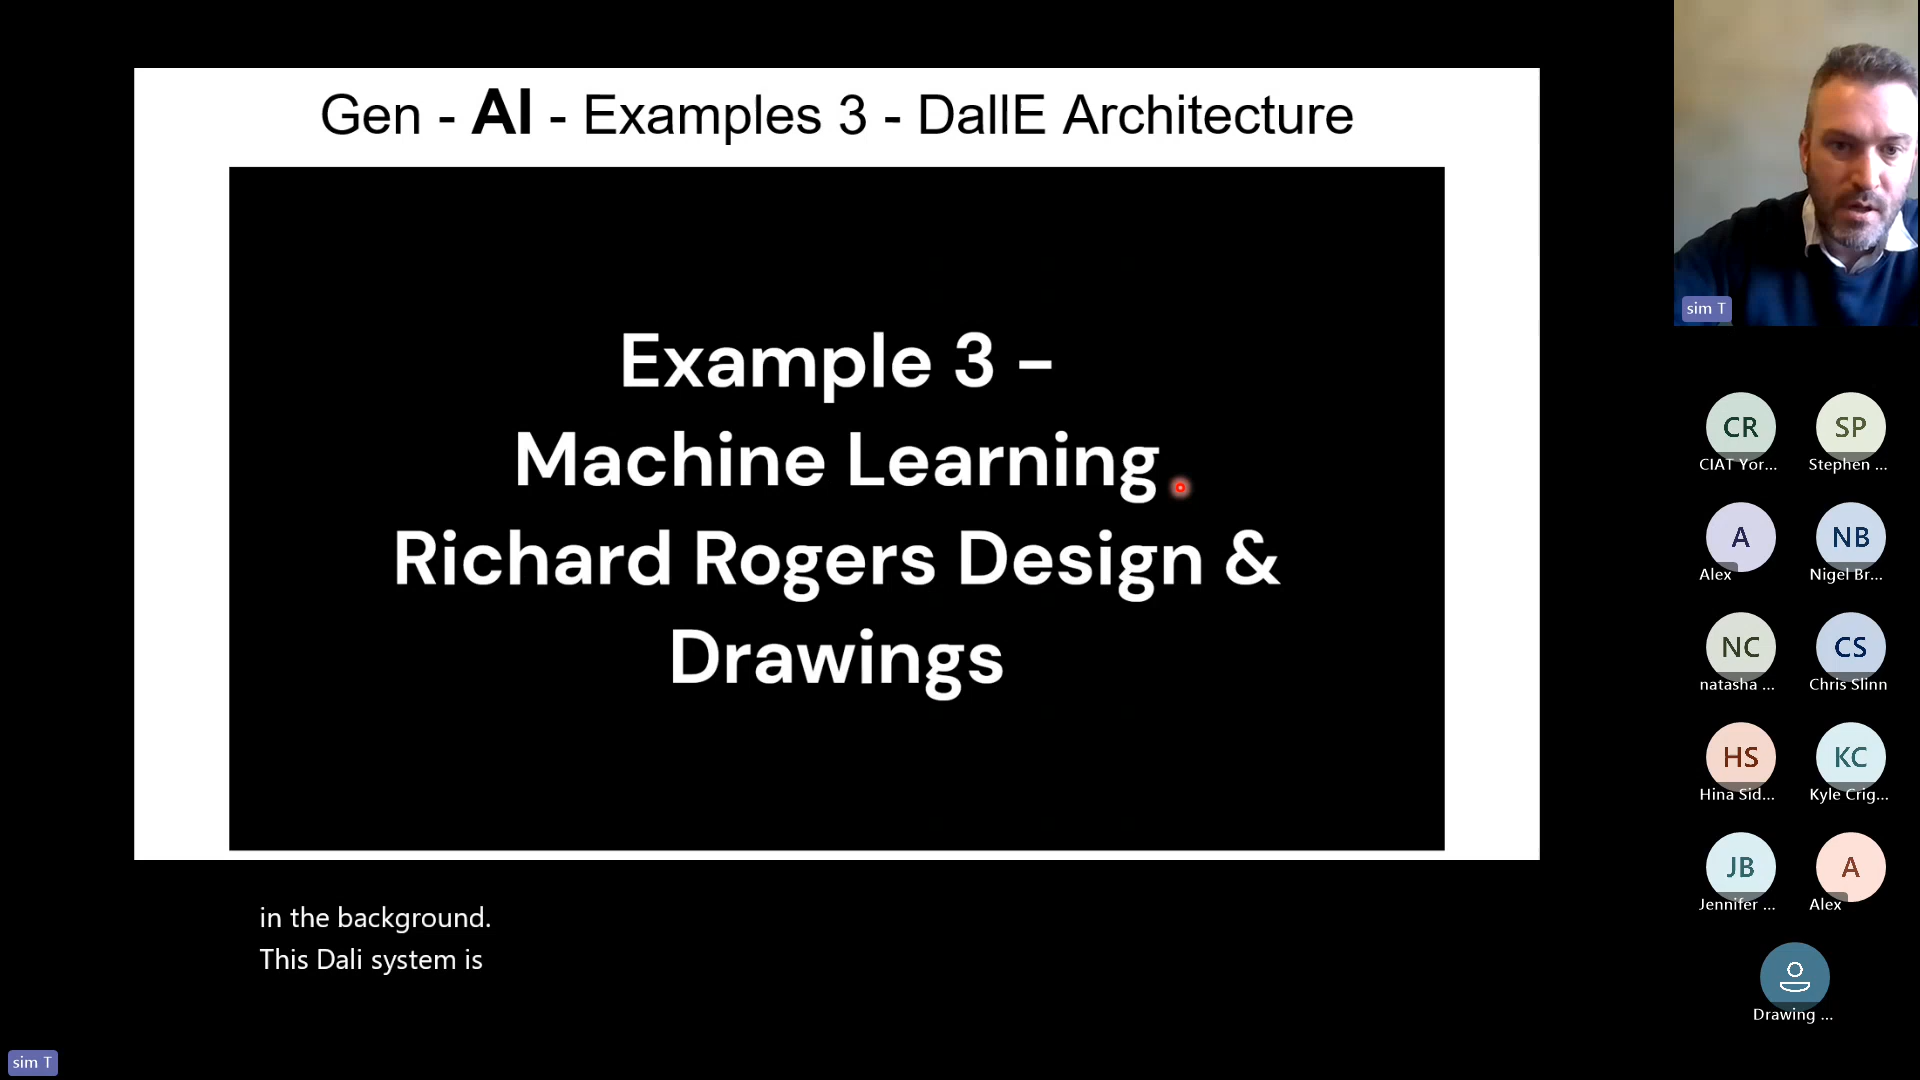 Gen - AI - Examples 3 - DallE Architecture
Example 3 –
Machine Learning
Richard Rogers Design &
Drawings
in the background.
This Dali system is
sim T
sim T
CR
CIAT Yor...
SP
Stephen ...
A
Alex
NB
Nigel Br...
NC
natasha ...
CS
Chris Slinn
HS
Hina Sid...
KC
Kyle Crig...
JB
Jennifer ...
A
Alex
Drawing ...